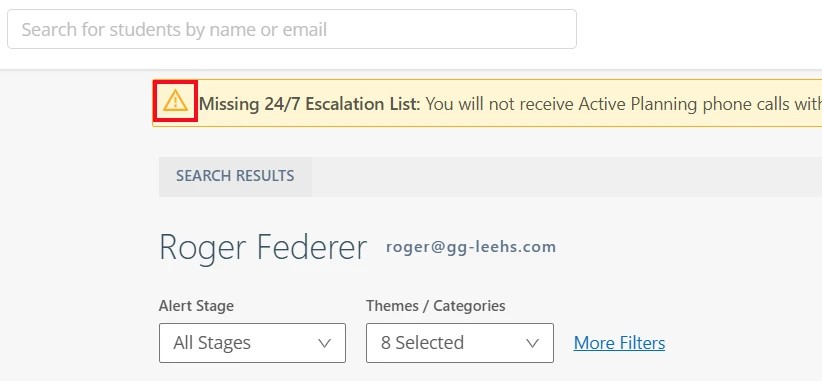 Search for students by name or email
Missing 24/7 Escalation List: You will not receive Active Planning phone calls
SEARCH RESULTS
Roger Federer roger@gg-leehs.com
Alert Stage Themes / Categories
All Stages 8 Selected More Filters